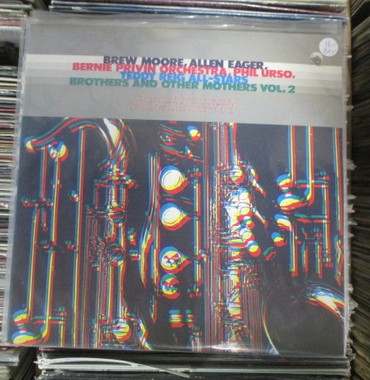 BREW MOORE, ALLEN EAGER,
BERNIE PRIVIN ORCHESTRA, PHIL URSO,
TEDDY REIG ALL-STARS
BROTHERS AND OTHER MOTHERS VOL. 2